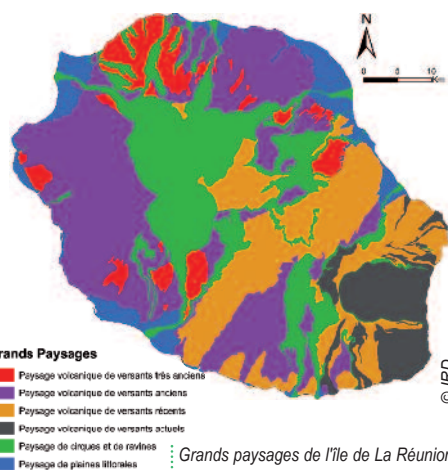 N
0 5 10
Km
Grands Paysages
Paysage volcanique de versants très anciens
Paysage volcanique de versants anciens
Paysage volcanique de versants récents
Paysage volcanique de versants actuels
Paysage de cirques et de ravines
Paysage de plaines littorales
© IRD
Grands paysages de l'île de La Réunion